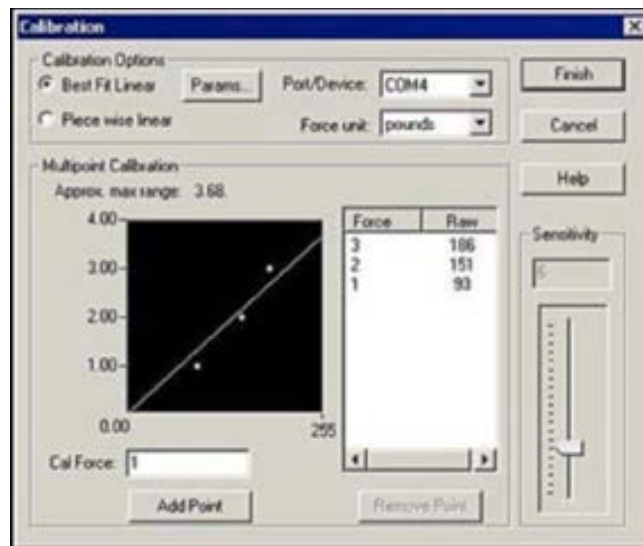 Calibration
Calibration Options
Best Fit Linear
Params...
Port/Device:
COM4
Piece wise linear
Force unit:
pounds
Finish
Cancel
Help
Multipoint Calibration
Approx. max range: 3.68.
4.00
3.00
2.00
1.00
0.00
255
Force Raw
3 186
2 151
1 93
Sensitivity
6
Cal Force: 1
Add Point
Remove Point